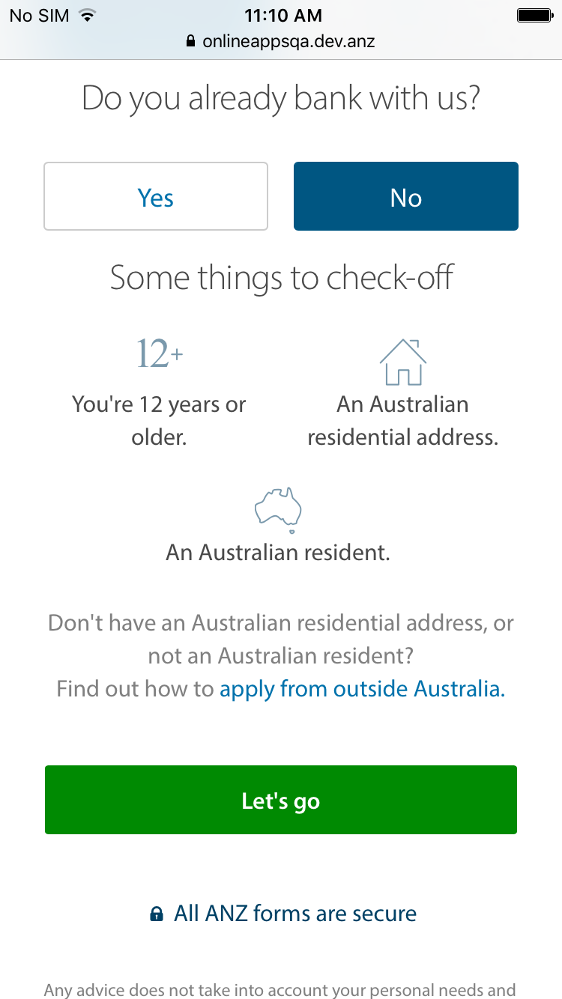 No SIM 11:10 AM
onlineappsqa.dev.anz
Do you already bank with us?
Yes No
Some things to check-off
12+
You're 12 years or
older.
An Australian
residential address.
An Australian resident.
Don't have an Australian residential address, or
not an Australian resident?
Find out how to apply from outside Australia.
Let's go
All ANZ forms are secure
Any advice does not take into account your personal needs and